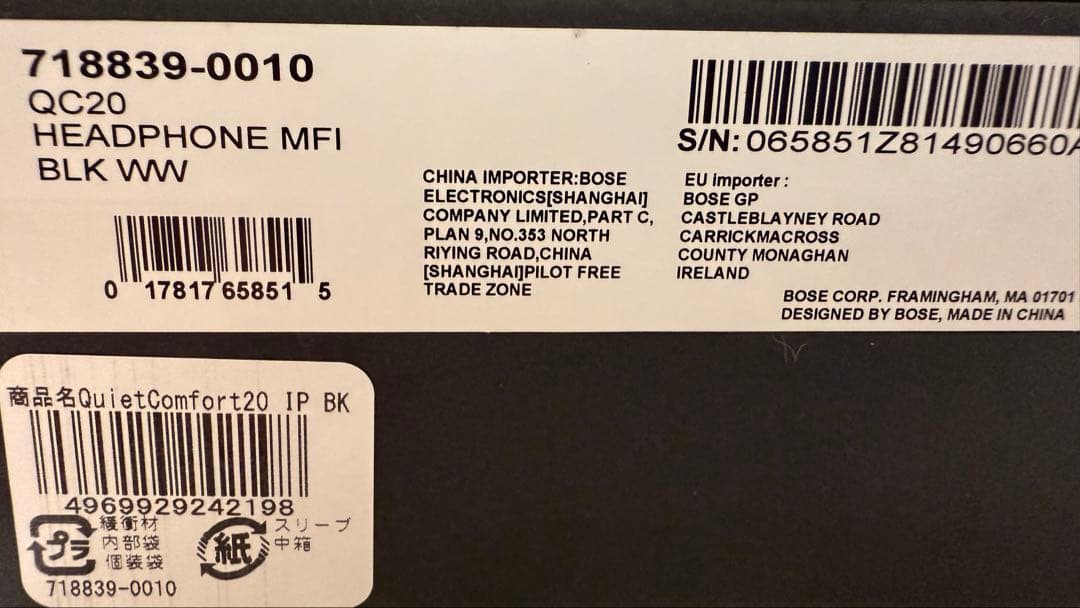 718839-0010
QC20
HEADPHONE MFI
BLK WW
0 17817 65851 5
CHINA IMPORTER:BOSE
ELECTRONICS[SHANGHAI]
COMPANY LIMITED,PART C,
PLAN 9,NO.353 NORTH
RIYING ROAD,CHINA
[SHANGHAI]PILOT FREE
TRADE ZONE
S/N: 065851Z81490660A
EU importer :
BOSE GP
CASTLEBLAYNEY ROAD
CARRICKMACROSS
COUNTY MONAGHAN
IRELAND
BOSE CORP. FRAMINGHAM, MA 01701
DESIGNED BY BOSE, MADE IN CHINA
商品名QuietComfort20 IP BK
4969929242198
プラ
緩衝材
内部袋
個装袋
紙
スリーブ
中箱
718839-0010